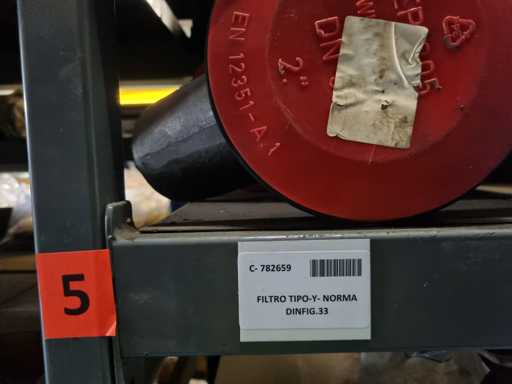 EN 12351-A.1
2"
DN
5
C- 782659
FILTRO TIPO-Y- NORMA
DINFIG.33